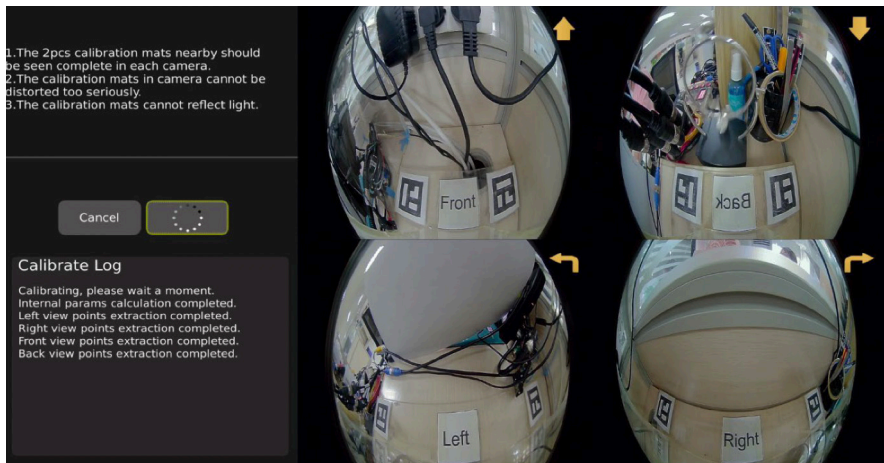 1.The 2pcs calibration mats nearby should
be seen complete in each camera.
2.The calibration mats in camera cannot be
distorted too seriously.
3.The calibration mats cannot reflect light.
Cancel
Calibrate Log
Calibrating, please wait a moment.
Internal params calculation completed.
Left view points extraction completed.
Right view points extraction completed.
Front view points extraction completed.
Back view points extraction completed.
Front
Back
Left
Right